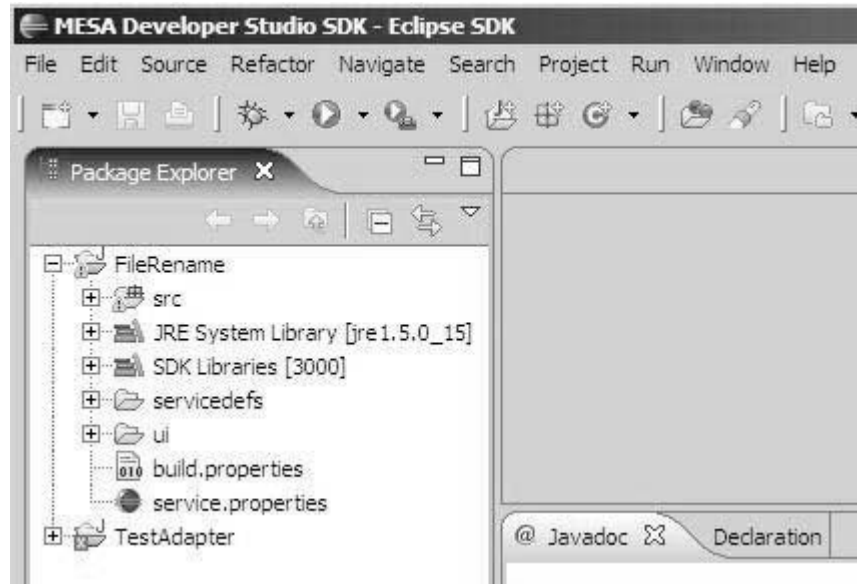 MESA Developer Studio SDK - Eclipse SDK
File Edit Source Refactor Navigate Search Project Run Window Help
Package Explorer
FileRename
src
JRE System Library [jre1.5.0_15]
SDK Libraries [3000]
servicedefs
ui
010 build.properties
service.properties
TestAdapter
@ Javadoc Declaration